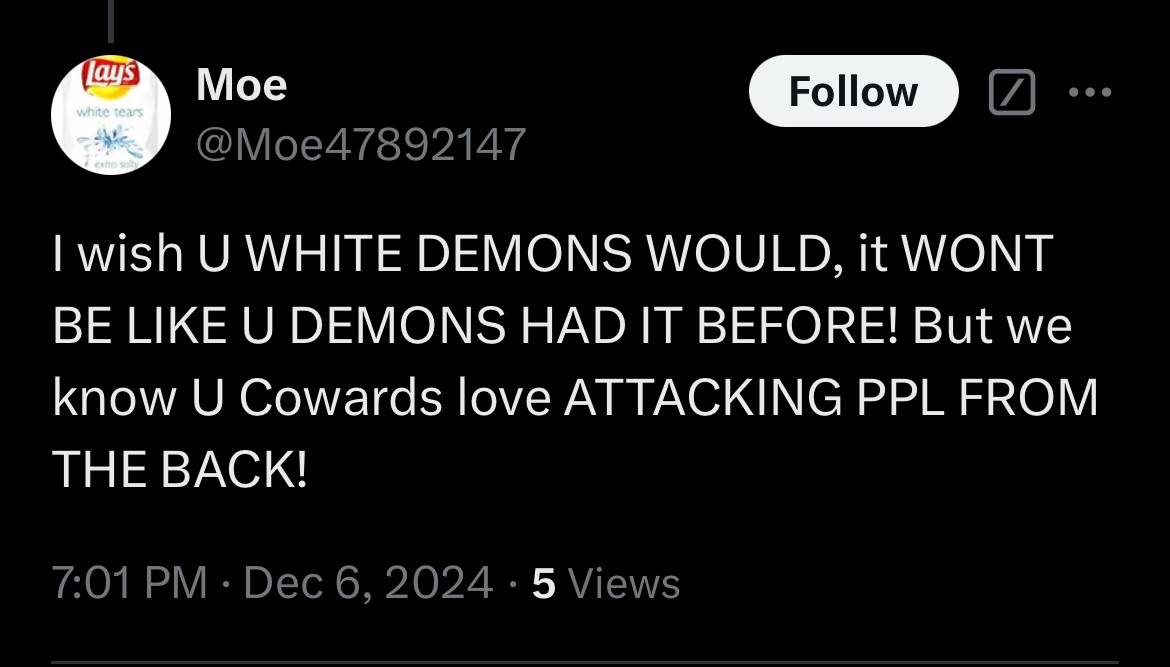 Lay's
white tears
extra salty
Moe
@Moe47892147
Follow
I wish U WHITE DEMONS WOULD, it WONT
BE LIKE U DEMONS HAD IT BEFORE! But we
know U Cowards love ATTACKING PPL FROM
THE BACK!
7:01 PM · Dec 6, 2024 · 5 Views